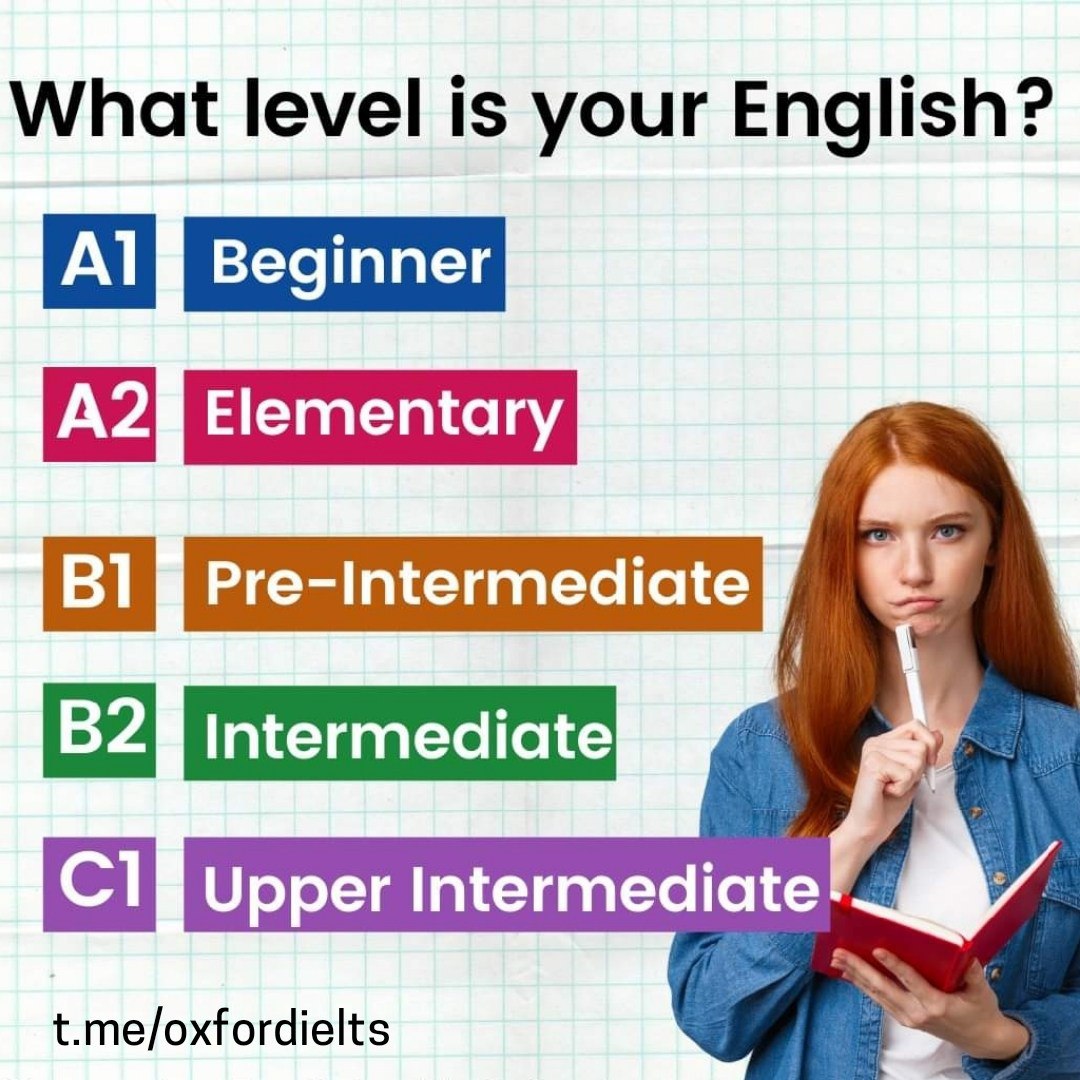 What level is your English?
A1 Beginner
A2 Elementary
B1 Pre-Intermediate
B2 Intermediate
C1 Upper Intermediate
t.me/oxfordielts